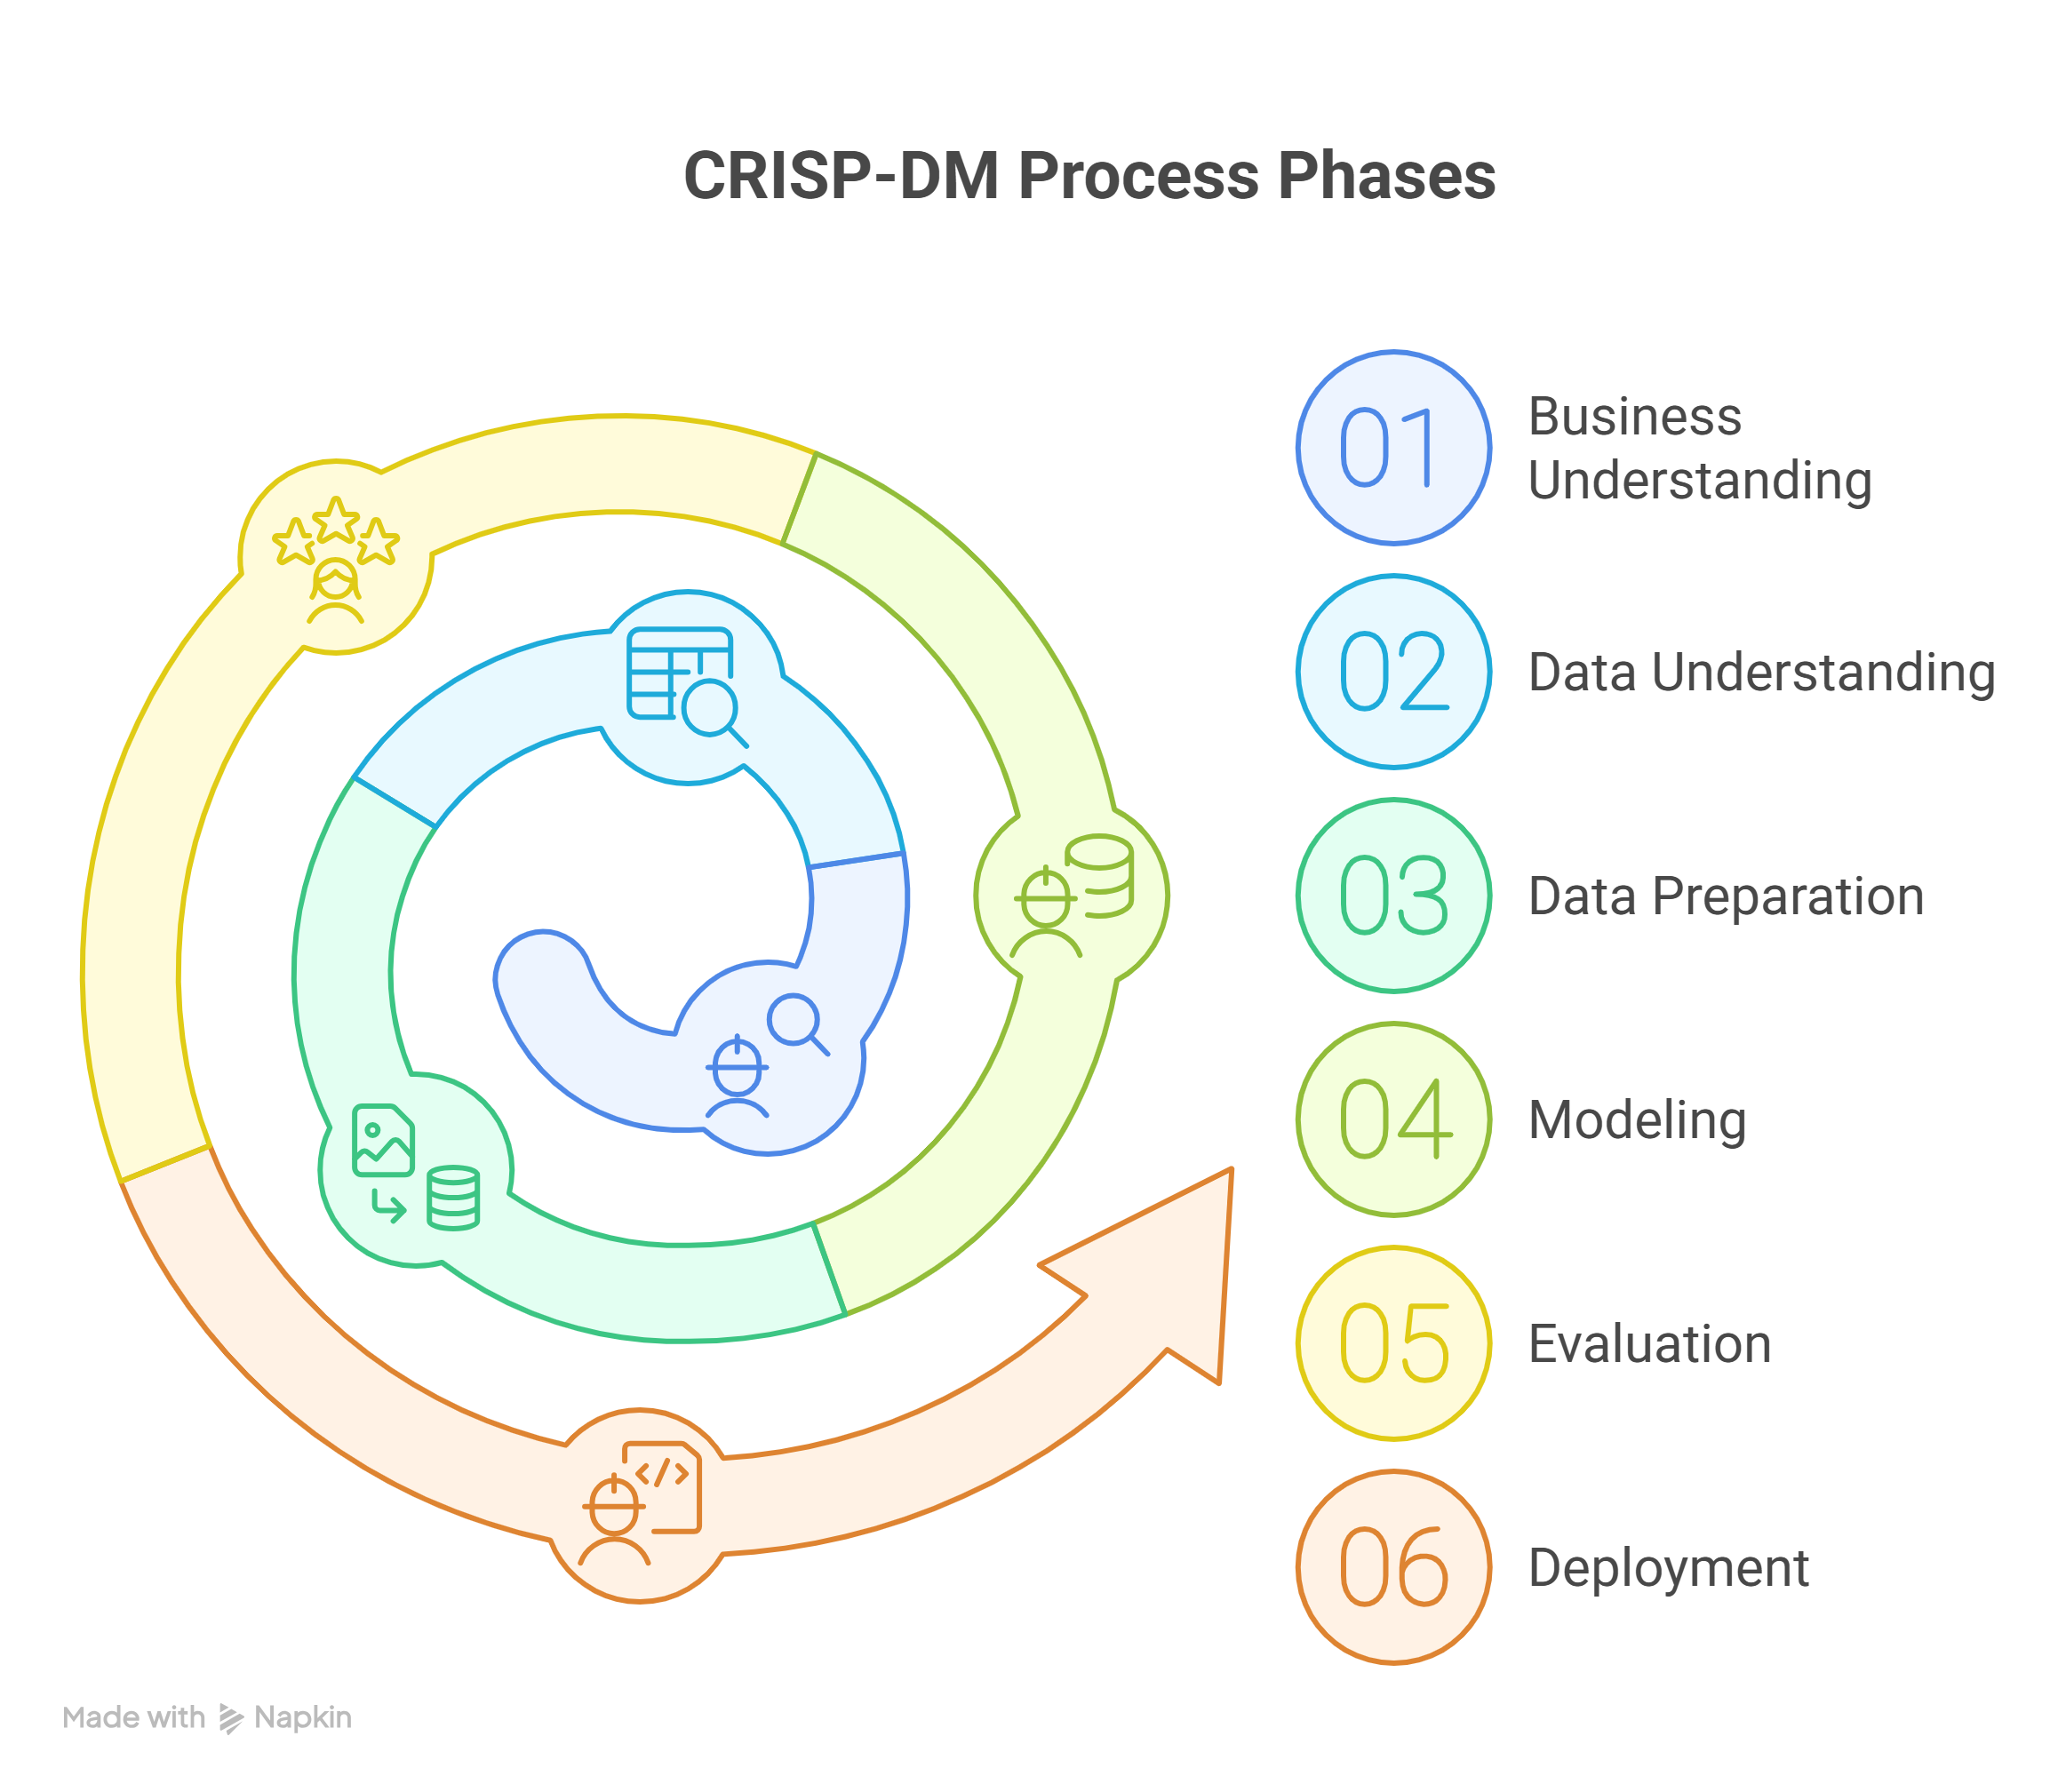 CRISP-DM Process Phases
01
Business
Understanding
02
Data Understanding
03
Data Preparation
04
Modeling
05
Evaluation
06
Deployment
</>
Made with Napkin